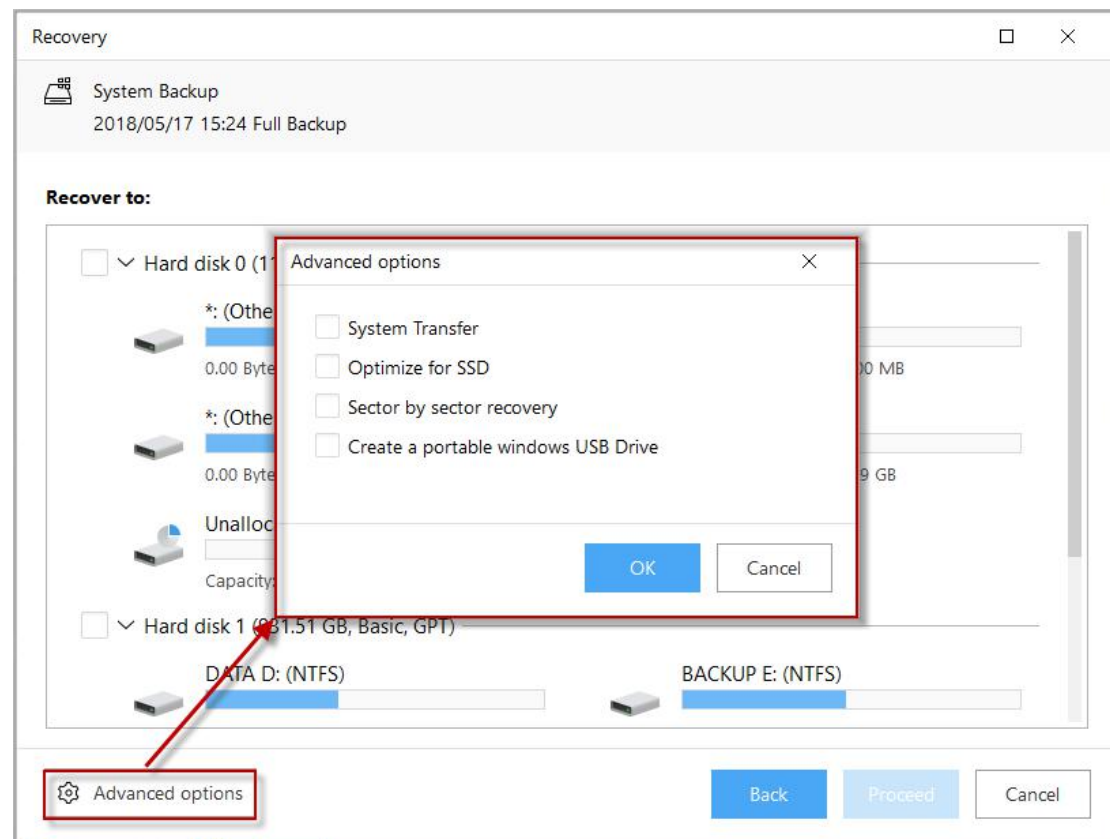 Recovery
System Backup
2018/05/17 15:24 Full Backup
Recover to:
Hard disk 0 (
Advanced options
System Transfer
Optimize for SSD
Sector by sector recovery
Create a portable windows USB Drive
OK Cancel
*: (Othe
0.00 Byte
00 MB
*: (Othe
0.00 Byte
9 GB
Unalloc
Capacity:
Hard disk 1 (931.51 GB, Basic, GPT)
DATA D: (NTFS) BACKUP E: (NTFS)
Advanced options Back Proceed Cancel